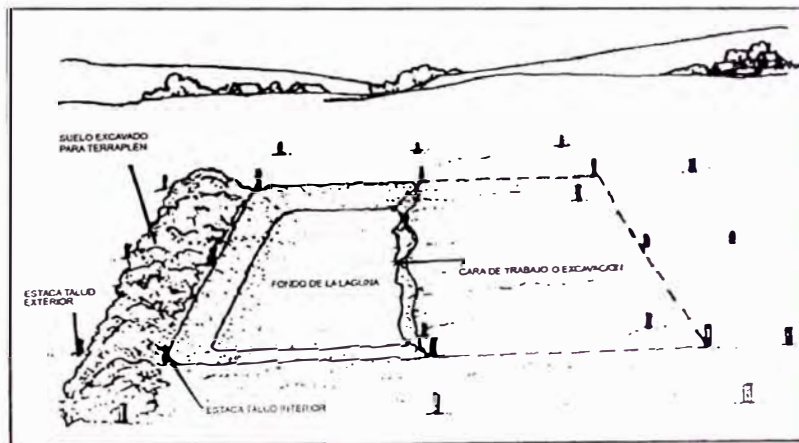 SUELO EXCAVADO
PARA TERRAPLEN
CARA DE TRABAJO O EXCAVACION
FONDO DE LA LAGUNA
ESTACA TALUD
EXTERIOR
ESTACA TALUD INTERIOR